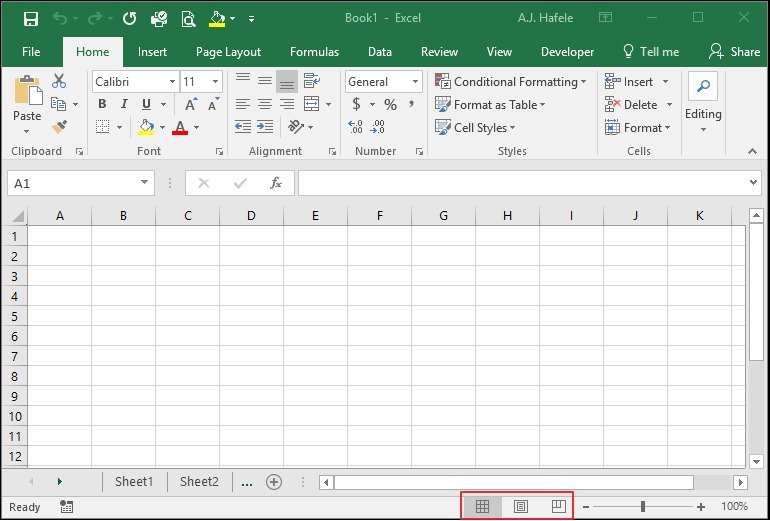 Book1 - Excel A.J. Hafele
File Home Insert Page Layout Formulas Data Review View Developer Tell me Share
Calibri 11 General Conditional Formatting Insert
Paste B I U A A $ % , Format as Table Delete Editing
A .00 .0 Cell Styles Format
Clipboard Font Alignment Number Styles Cells
A1 fx
A B C D E F G H I J K
1
2
3
4
5
6
7
8
9
10
11
12
Sheet1 Sheet2 ...
Ready 100%